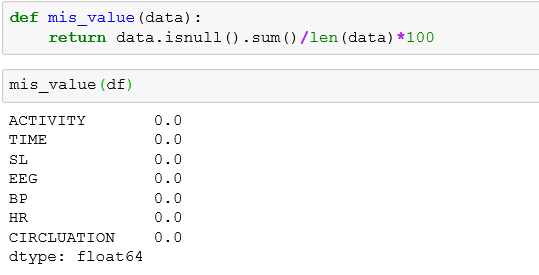 def mis_value(data):
    return data.isnull().sum()/len(data)*100
mis_value(df)
ACTIVITY       0.0
TIME           0.0
SL             0.0
EEG            0.0
BP             0.0
HR             0.0
CIRCLUATION    0.0
dtype: float64